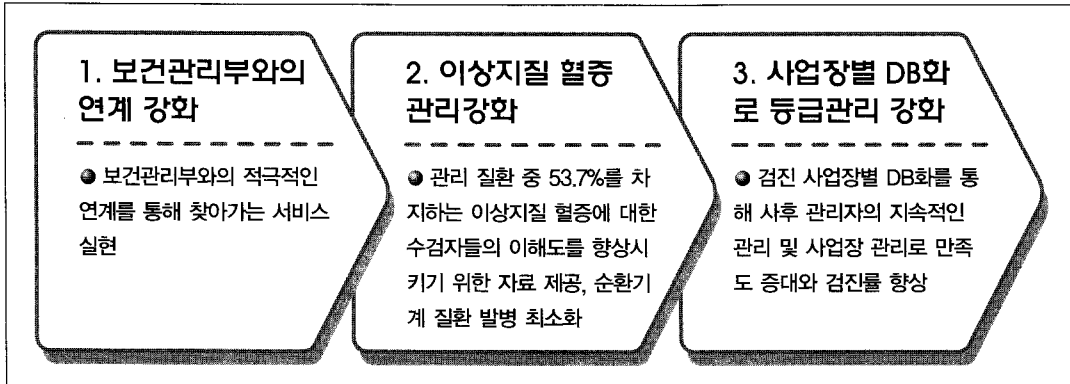 1. 보건관리부와의
연계 강화
● 보건관리부와의 적극적인
연계를 통해 찾아가는 서비스
실현
2. 이상지질 혈증
관리강화
● 관리 질환 중 53.7%를 차
지하는 이상지질 혈증에 대한
수검자들의 이해도를 향상시
키기 위한 자료 제공, 순환기
계 질환 발병 최소화
3. 사업장별 DB화
로 등급관리 강화
● 검진 사업장별 DB화를 통
해 사후 관리자의 지속적인
관리 및 사업장 관리로 만족
도 증대와 검진률 향상